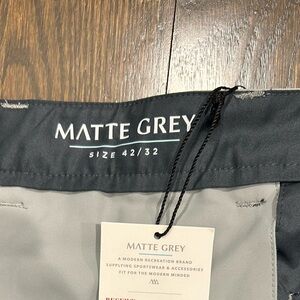 MATTE GREY
SIZE 42/32
MATTE GREY
A MODERN RECREATION BRAND
SUPPLYING SPORTSWEAR & ACCESSORIES
FIT FOR THE MODERN MINDED